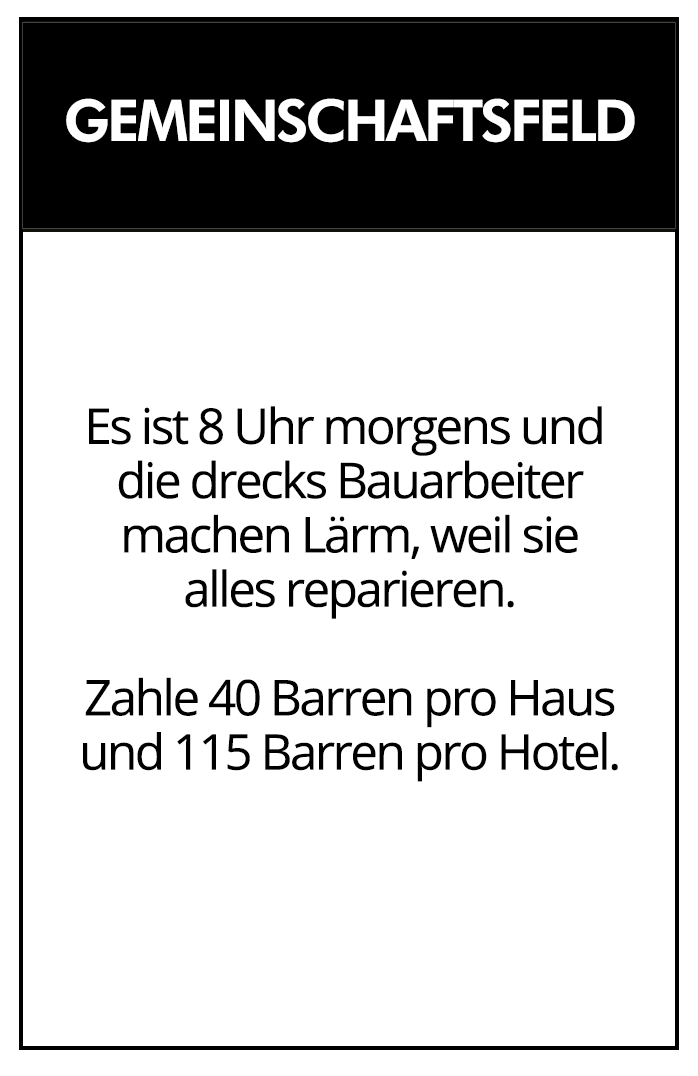 GEMEINSCHAFTSFELD
Es ist 8 Uhr morgens und
die drecks Bauarbeiter
machen Lärm, weil sie
alles reparieren.
Zahle 40 Barren pro Haus
und 115 Barren pro Hotel.